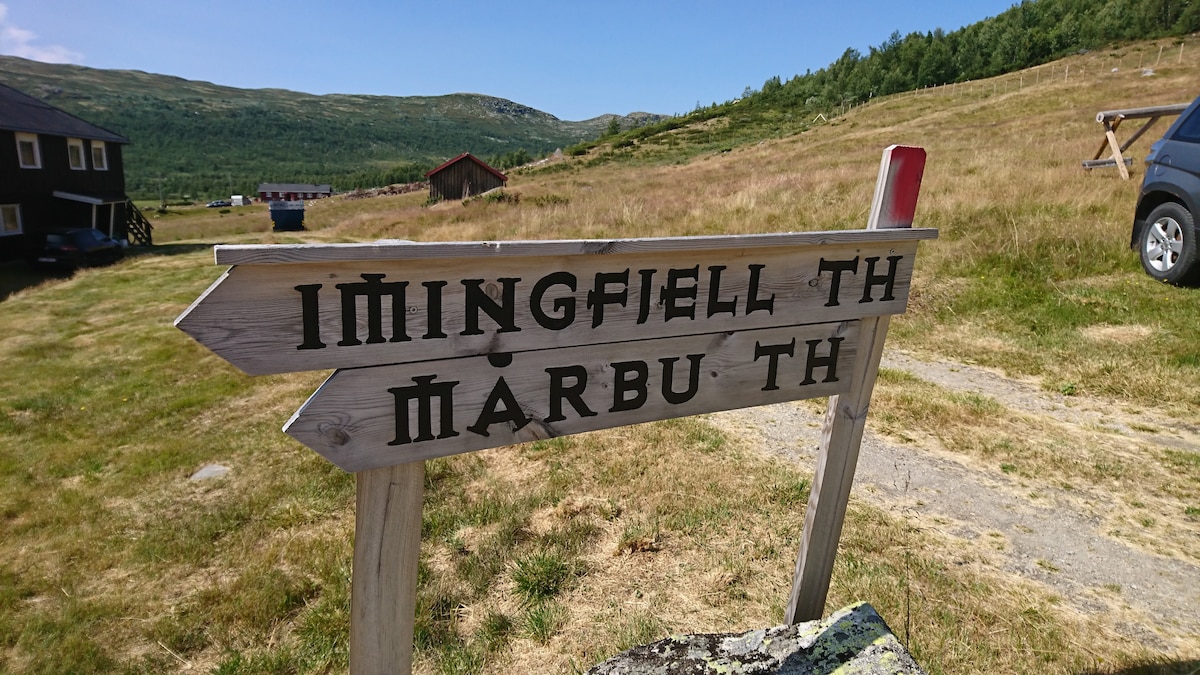 IMINGFJELL TH
MÅRBU TH